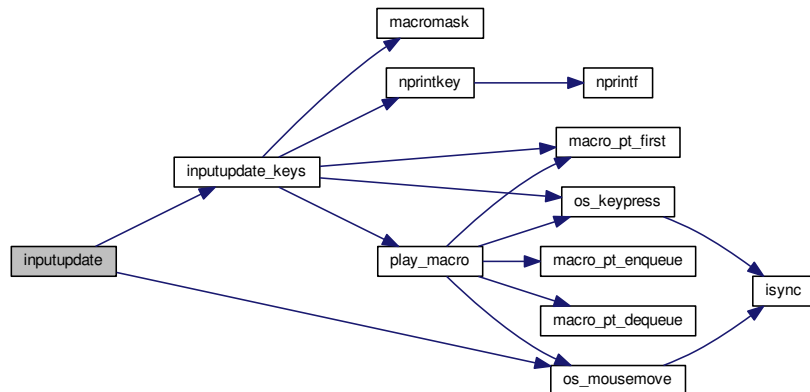 macromask
nprintkey
nprintf
macro_pt_first
inputupdate_keys
os_keypress
inputupdate
play_macro
macro_pt_enqueue
isync
macro_pt_dequeue
os_mousemove